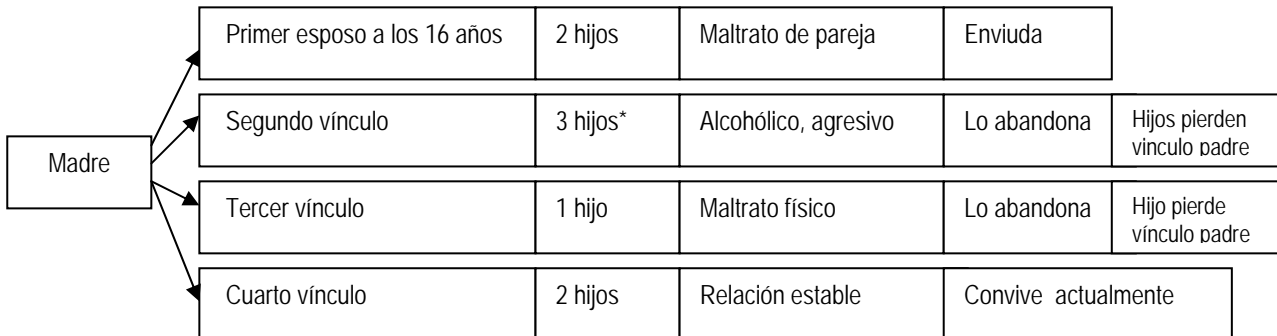 Primer esposo a los 16 años 2 hijos Maltrato de pareja Enviuda
Segundo vínculo 3 hijos* Alcohólico, agresivo Lo abandona Hijos pierden
vinculo padre
Madre
Tercer vínculo 1 hijo Maltrato físico Lo abandona Hijo pierde
vínculo padre
Cuarto vínculo 2 hijos Relación estable Convive actualmente